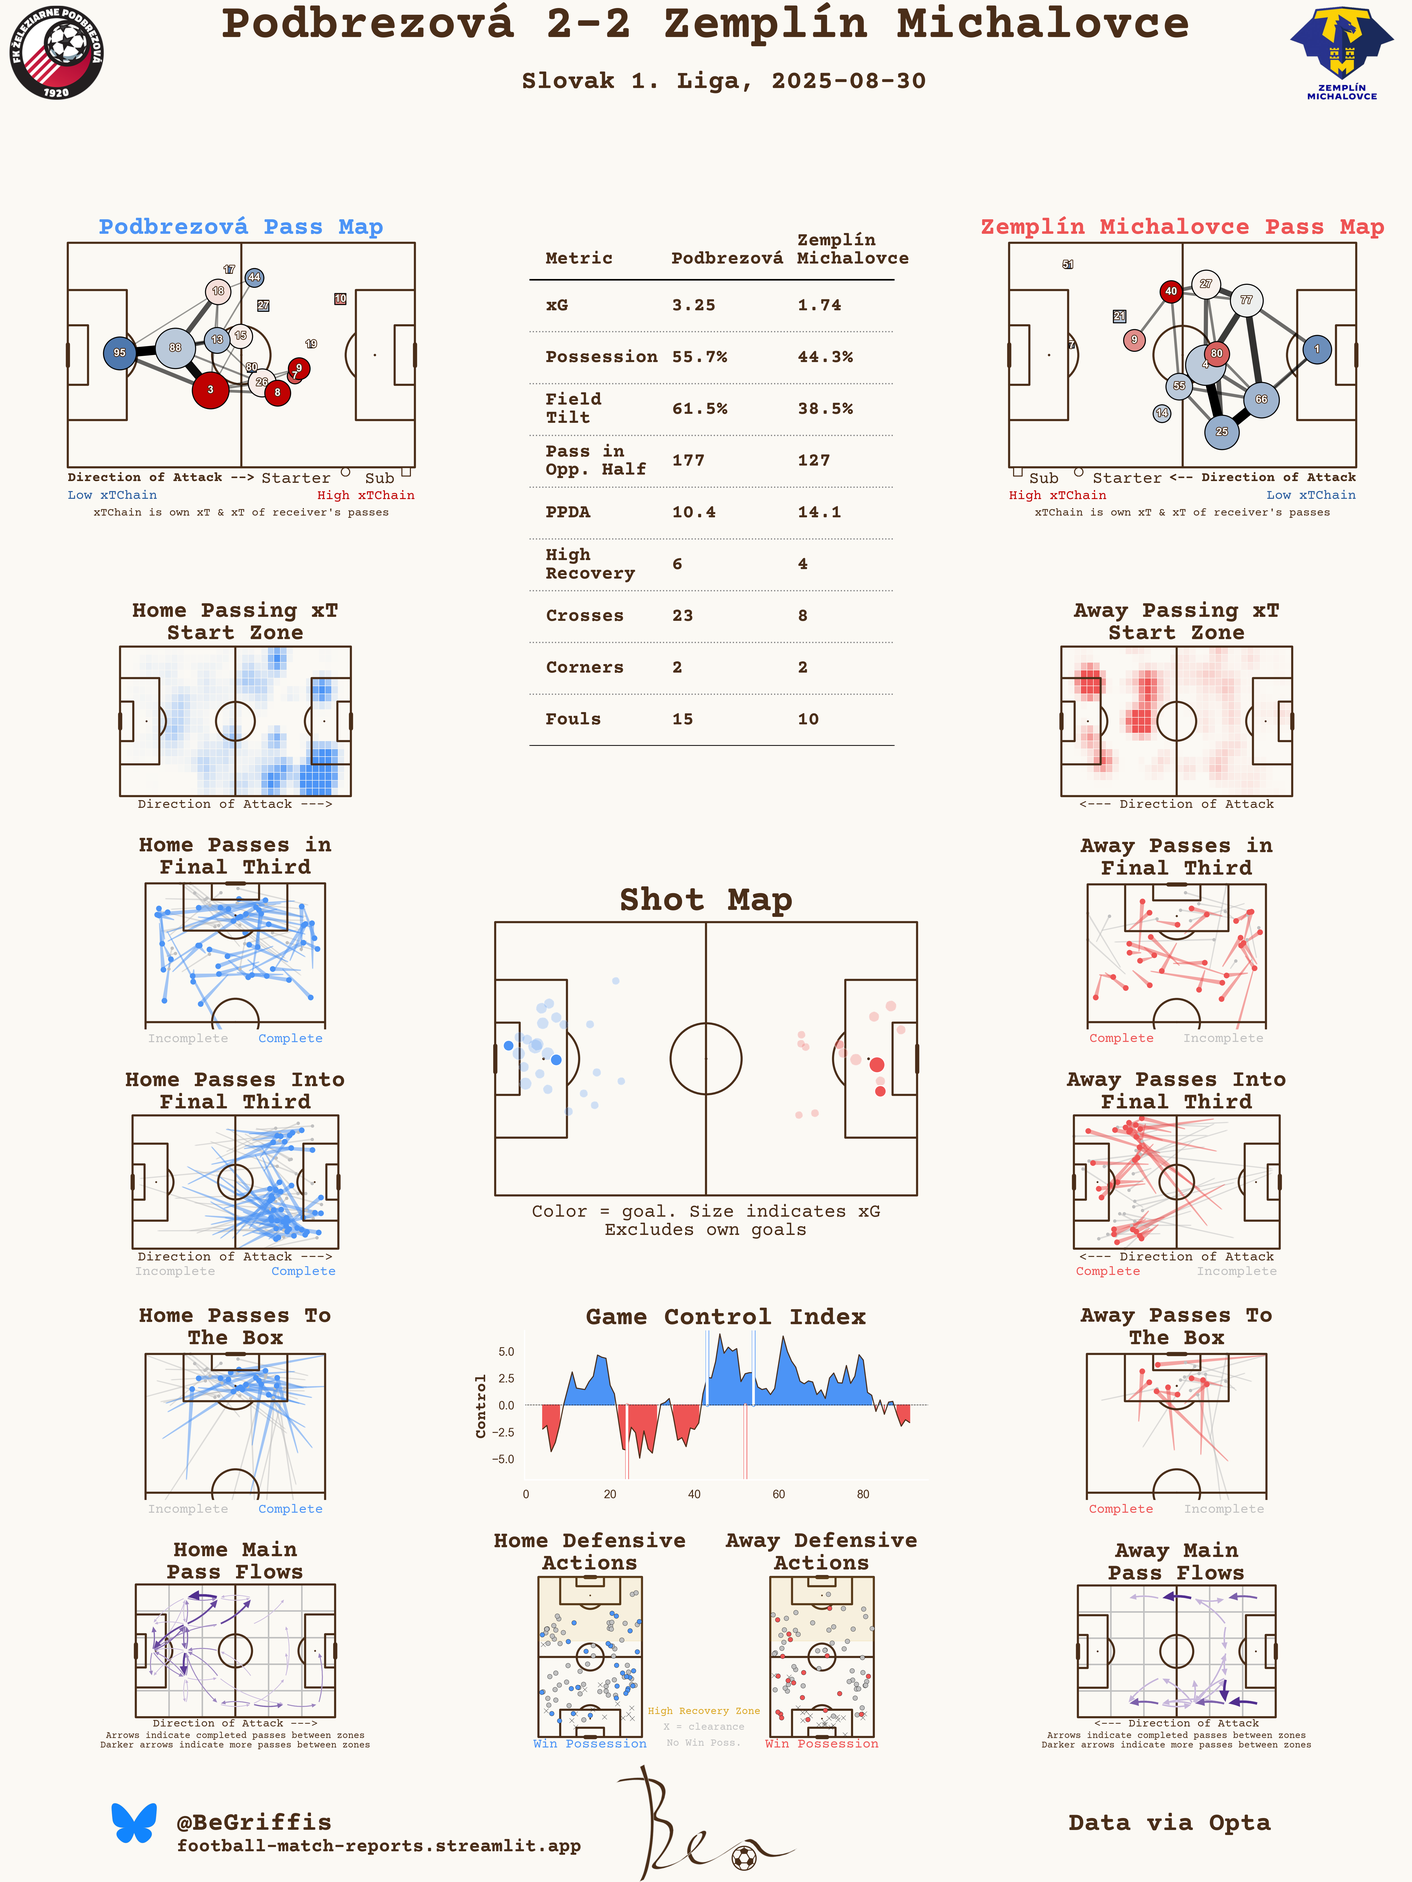 Podbrezová 2-2 Zemplín Michalovce
Slovak 1. Liga, 2025-08-30
FK ŽELEZIARNE PODBREZOVÁ
1920
ZEMPLÍN
MICHALOVCE
Podbrezová Pass Map
17
44
18
27
10
15
13
19
95
88
80
9
7
26
3
8
Direction of Attack --> Starter Sub
Low xTChain High xTChain
xTChain is own xT & xT of receiver's passes
Metric Podbrezová Zemplín
Michalovce
xG 3.25 1.74
Possession 55.7% 44.3%
Field
Tilt 61.5% 38.5%
Pass in
Opp. Half 177 127
PPDA 10.4 14.1
High
Recovery 6 4
Crosses 23 8
Corners 2 2
Fouls 15 10
Zemplín Michalovce Pass Map
51
40
27
77
21
9
7
80
1
4
55
66
14
25
Sub Starter <-- Direction of Attack
High xTChain Low xTChain
xTChain is own xT & xT of receiver's passes
Home Passing xT
Start Zone
Direction of Attack --->
Away Passing xT
Start Zone
<--- Direction of Attack
Home Passes in
Final Third
Incomplete Complete
Away Passes in
Final Third
Complete Incomplete
Shot Map
Color = goal. Size indicates xG
Excludes own goals
Home Passes Into
Final Third
Direction of Attack --->
Incomplete Complete
Away Passes Into
Final Third
<--- Direction of Attack
Complete Incomplete
Home Passes To
The Box
Incomplete Complete
Game Control Index
Control
5.0
2.5
0.0
−2.5
−5.0
0 20 40 60 80
Away Passes To
The Box
Complete Incomplete
Home Main
Pass Flows
Direction of Attack --->
Arrows indicate completed passes between zones
Darker arrows indicate more passes between zones
Home Defensive
Actions
Win Possession
High Recovery Zone
X = clearance
No Win Poss.
Away Defensive
Actions
Win Possession
Away Main
Pass Flows
<--- Direction of Attack
Arrows indicate completed passes between zones
Darker arrows indicate more passes between zones
@BeGriffis
football-match-reports.streamlit.app
Ben
Data via Opta